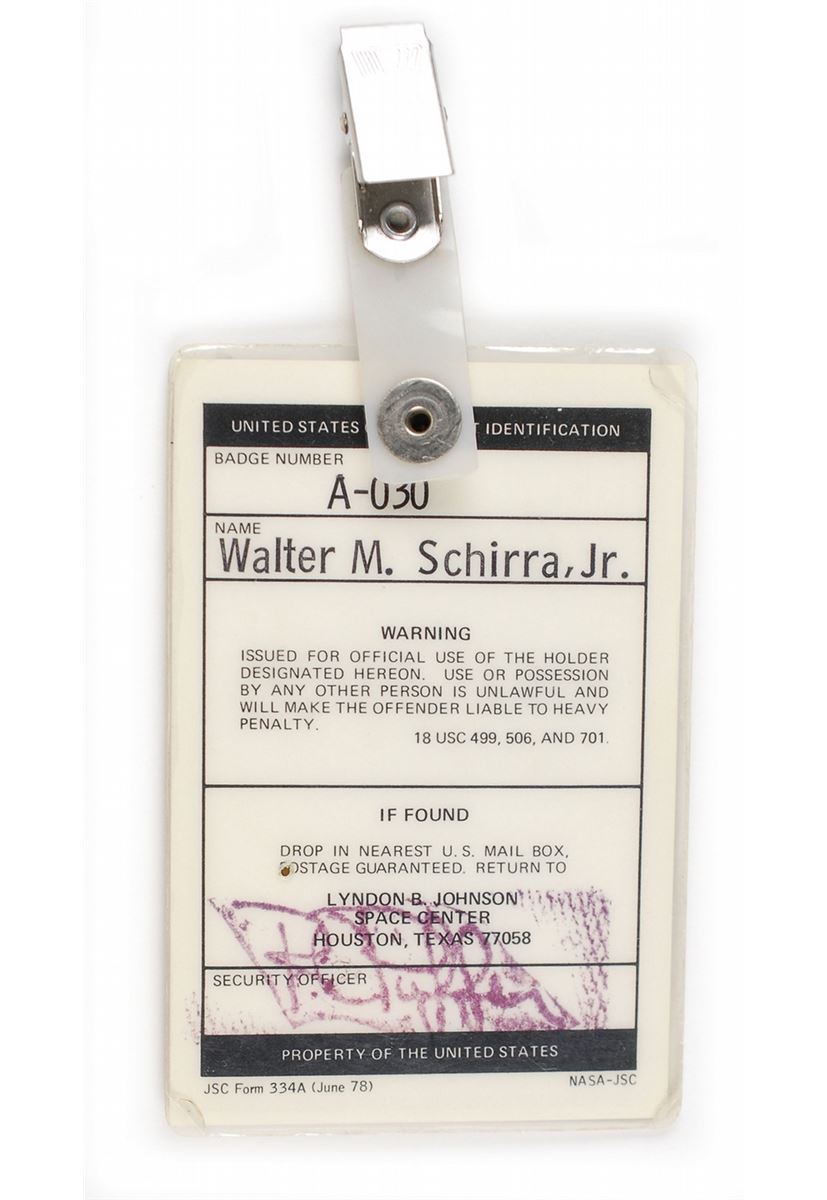 UNITED STATES IDENTIFICATION
BADGE NUMBER
A-030
NAME
Walter M. Schirra, Jr.
WARNING
ISSUED FOR OFFICIAL USE OF THE HOLDER
DESIGNATED HEREON. USE OR POSSESSION
BY ANY OTHER PERSON IS UNLAWFUL AND
WILL MAKE THE OFFENDER LIABLE TO HEAVY
PENALTY.
18 USC 499, 506, AND 701.
IF FOUND
DROP IN NEAREST U.S. MAIL BOX,
POSTAGE GUARANTEED. RETURN TO
LYNDON B. JOHNSON
SPACE CENTER
HOUSTON, TEXAS 77058
SECURITY OFFICER
PROPERTY OF THE UNITED STATES
JSC Form 334A (June 78)
NASA-JSC